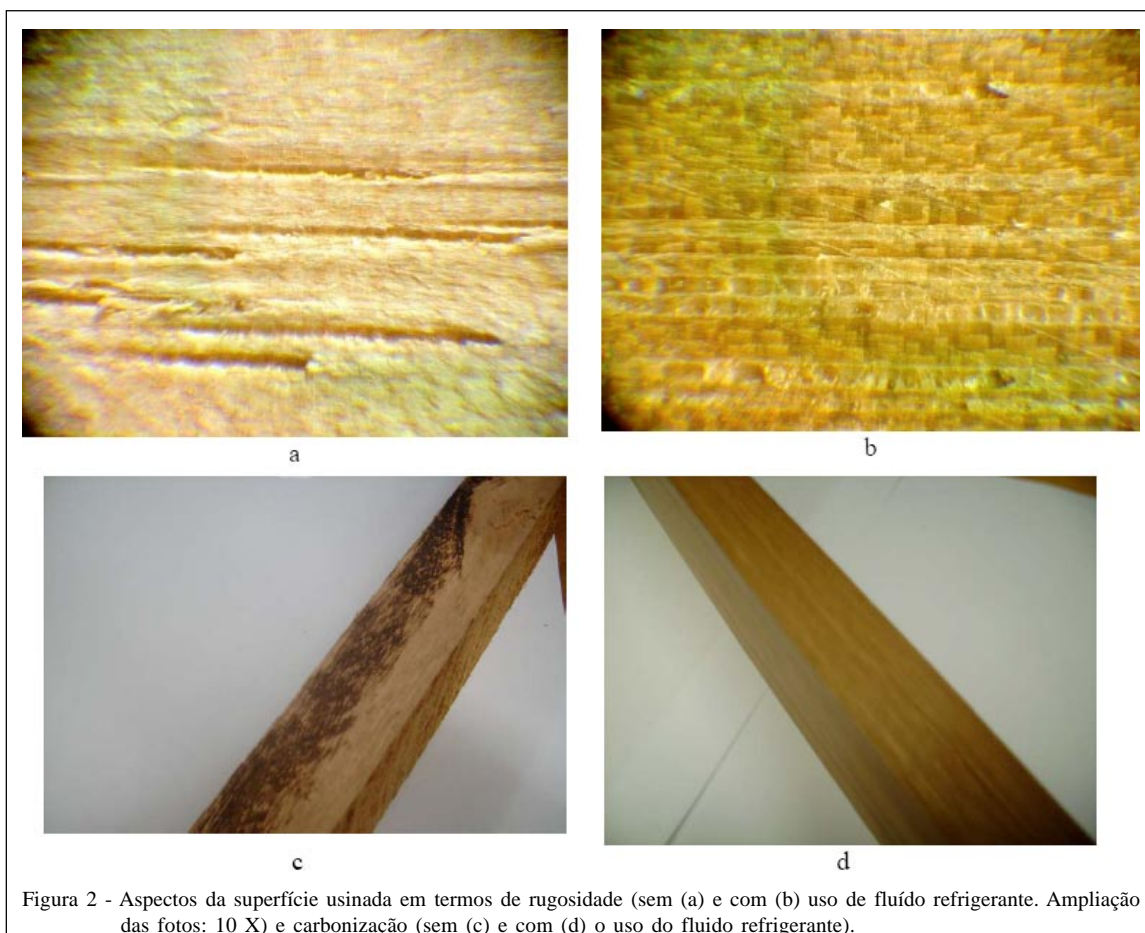 a
b
c
d
Figura 2 - Aspectos da superfície usinada em termos de rugosidade (sem (a) e com (b) uso de fluído refrigerante. Ampliação
das fotos: 10 X) e carbonização (sem (c) e com (d) o uso do fluido refrigerante).